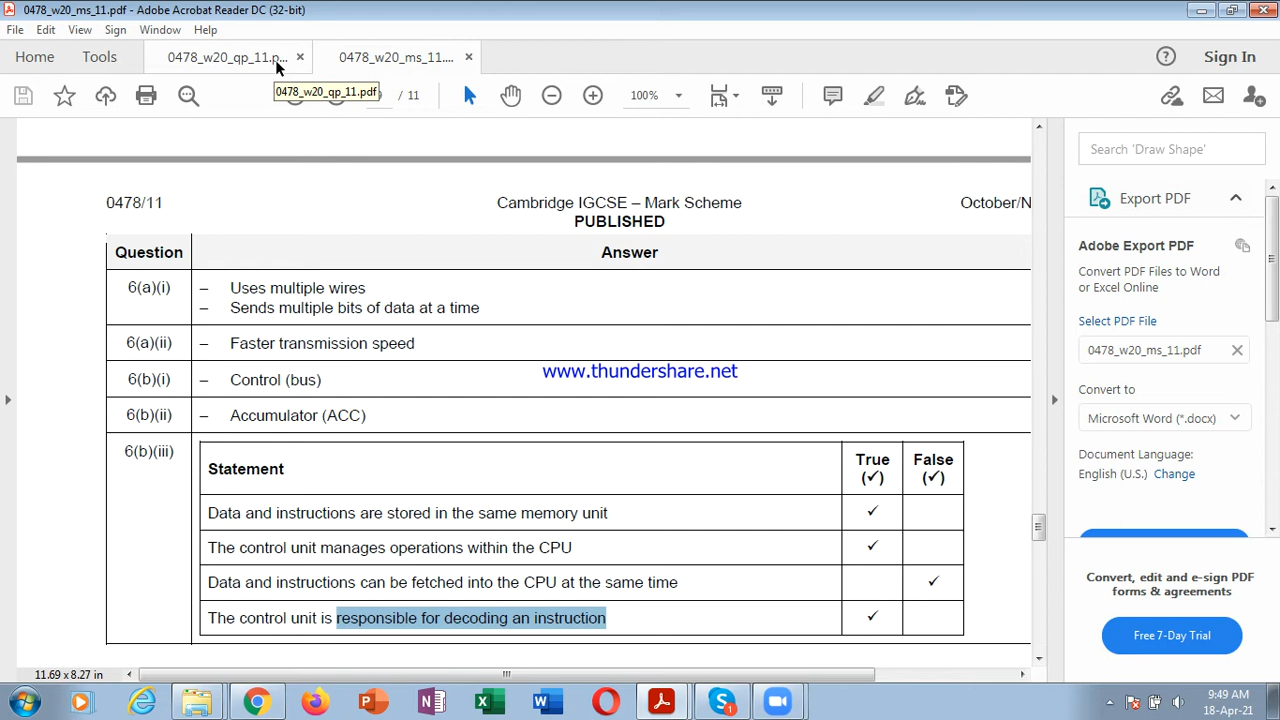 0478_w20_ms_11.pdf - Adobe Acrobat Reader DC (32-bit)
File Edit View Sign Window Help
Home Tools 0478_w20_qp_11.p... × 0478_w20_ms_11.... × Sign In
0478_w20_qp_11.pdf
/ 11
100%
Search 'Draw Shape'
0478/11 Cambridge IGCSE – Mark Scheme October/N
PUBLISHED
Question Answer
6(a)(i) – Uses multiple wires
– Sends multiple bits of data at a time
6(a)(ii) – Faster transmission speed
www.thundershare.net
6(b)(i) – Control (bus)
6(b)(ii) – Accumulator (ACC)
6(b)(iii)
Statement True (✓) False (✓)
Data and instructions are stored in the same memory unit ✓
The control unit manages operations within the CPU ✓
Data and instructions can be fetched into the CPU at the same time ✓
The control unit is responsible for decoding an instruction ✓
Export PDF
Adobe Export PDF
Convert PDF Files to Word
or Excel Online
Select PDF File
0478_w20_ms_11.pdf
Convert to
Microsoft Word (*.docx)
Document Language:
English (U.S.) Change
Convert, edit and e-sign PDF
forms & agreements
Free 7-Day Trial
11.69 x 8.27 in
9:49 AM
18-Apr-21